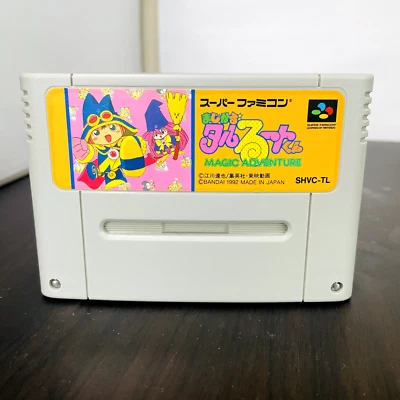 スーパーファミコン
まじかる☆
タルるートくん
MAGIC ADVENTURE
SUPER FAMICOM
©江川達也/集英社・東映動画
©BANDAI 1992 MADE IN JAPAN
SHVC-TL